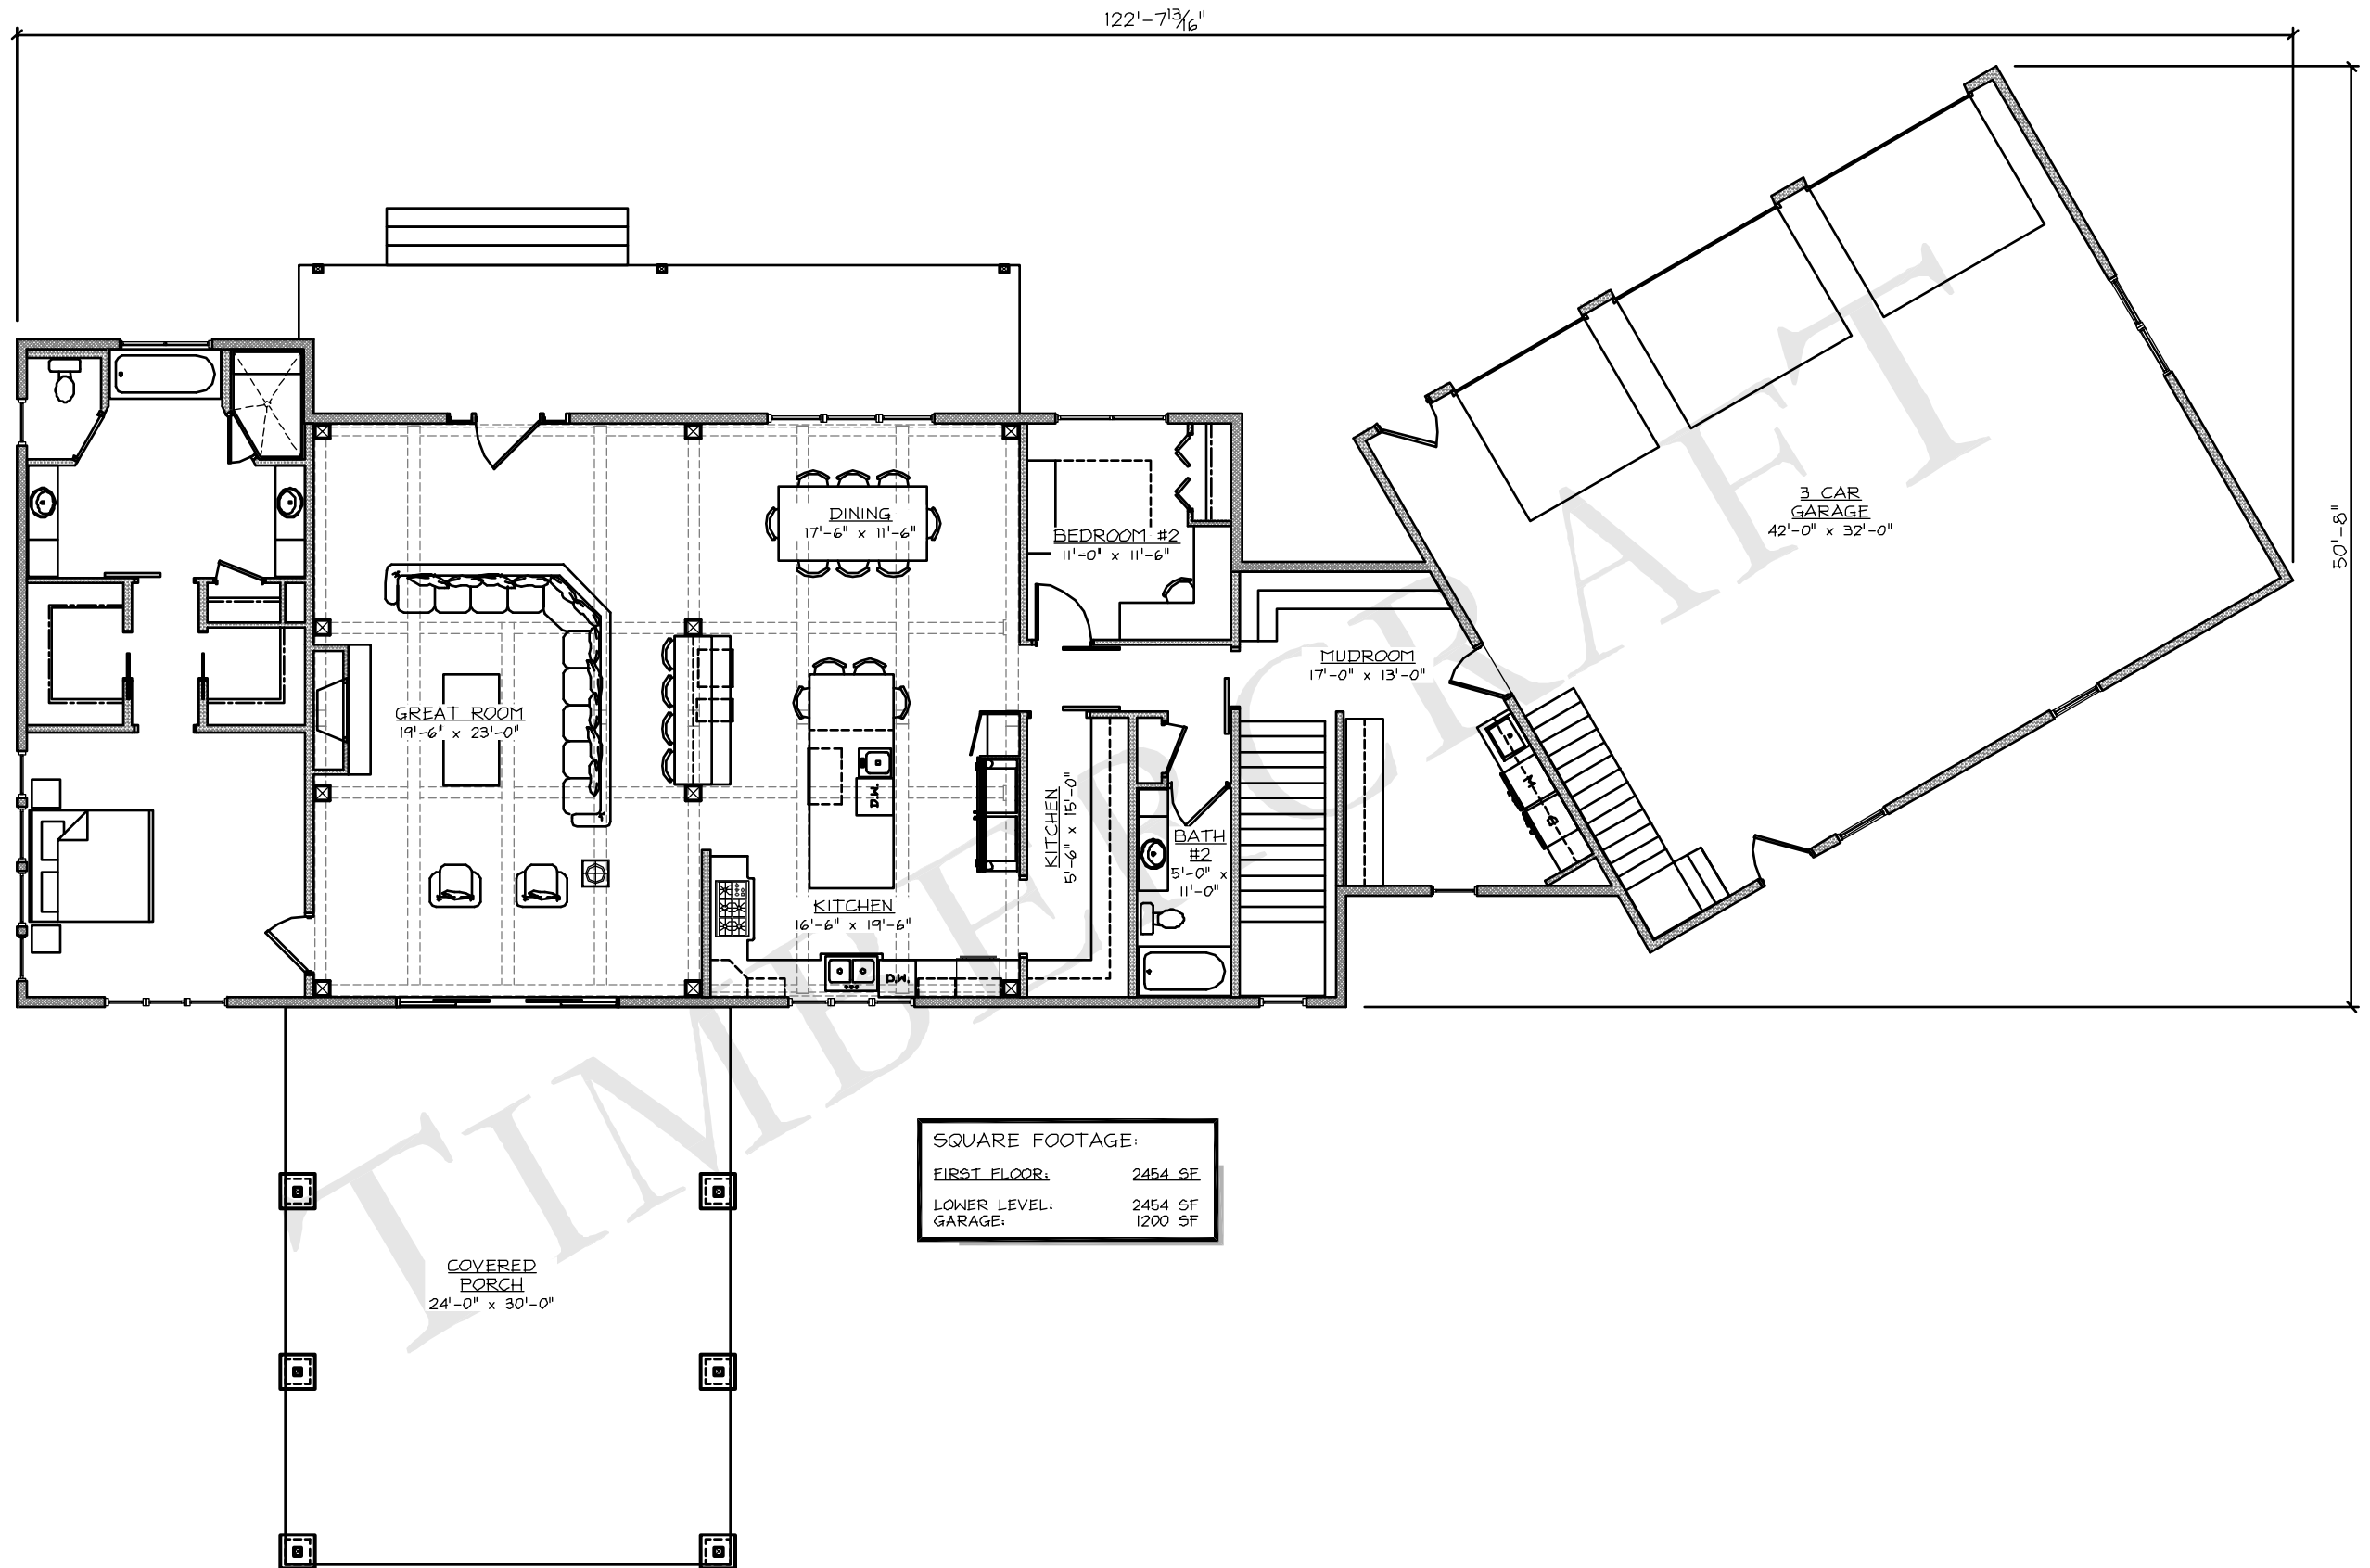 122'-7 13/16"
50'-8"
3 CAR
GARAGE
42'-0" x 32'-0"
DINING
17'-6" x 11'-6"
BEDROOM #2
11'-0" x 11'-6"
MUDROOM
17'-0" x 13'-0"
GREAT ROOM
19'-6" x 23'-0"
D.W.
W
D
KITCHEN
5'-6" x 15'-0"
BATH
#2
5'-0" x
11'-0"
KITCHEN
16'-6" x 19'-6"
D.W.
TIMBERCRAFT
SQUARE FOOTAGE:
FIRST FLOOR: 2454 SF
LOWER LEVEL: 2454 SF
GARAGE: 1200 SF
COVERED
PORCH
24'-0" x 30'-0"